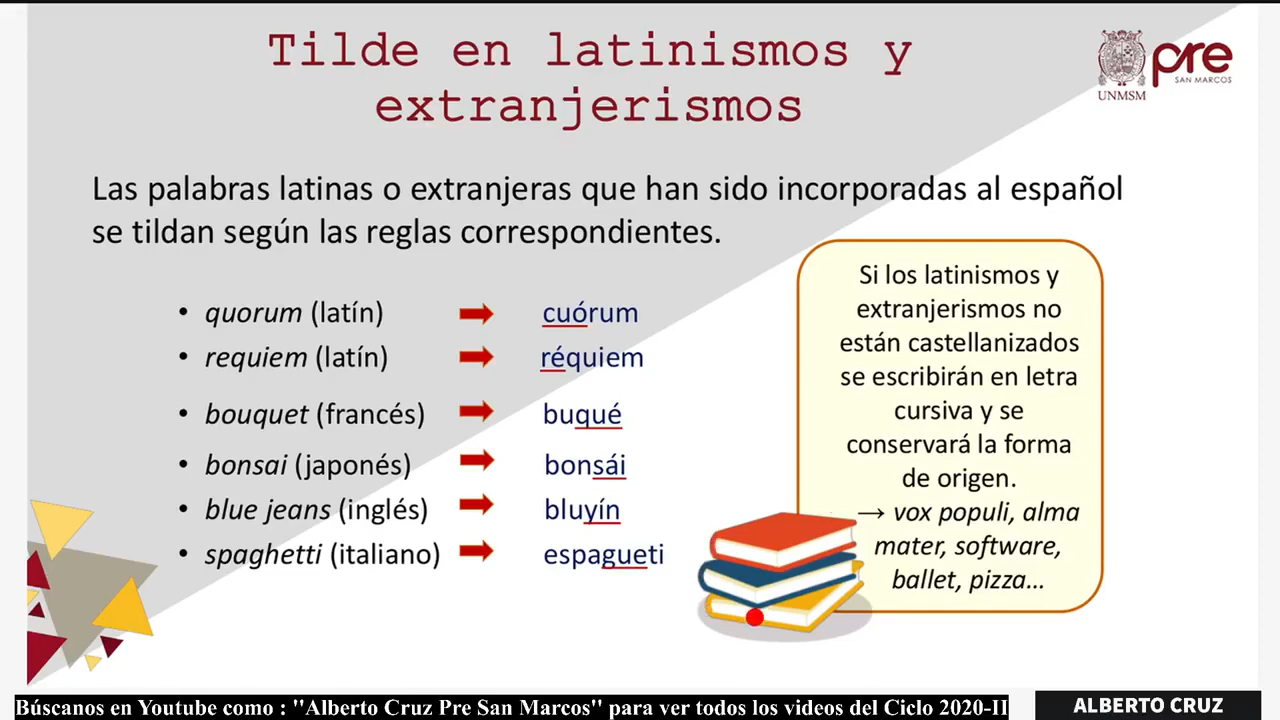 Tilde en latinismos y
extranjerismos
UNMSM
pre
SAN MARCOS
Las palabras latinas o extranjeras que han sido incorporadas al español
se tildan según las reglas correspondientes.
• quorum (latín) → cuórum
• requiem (latín) → réquiem
• bouquet (francés) → buqué
• bonsai (japonés) → bonsái
• blue jeans (inglés) → bluyín
• spaghetti (italiano) → espagueti
Si los latinismos y
extranjerismos no
están castellanizados
se escribirán en letra
cursiva y se
conservará la forma
de origen.
→ vox populi, alma
mater, software,
ballet, pizza...
Búscanos en Youtube como : "Alberto Cruz Pre San Marcos" para ver todos los videos del Ciclo 2020-II
ALBERTO CRUZ